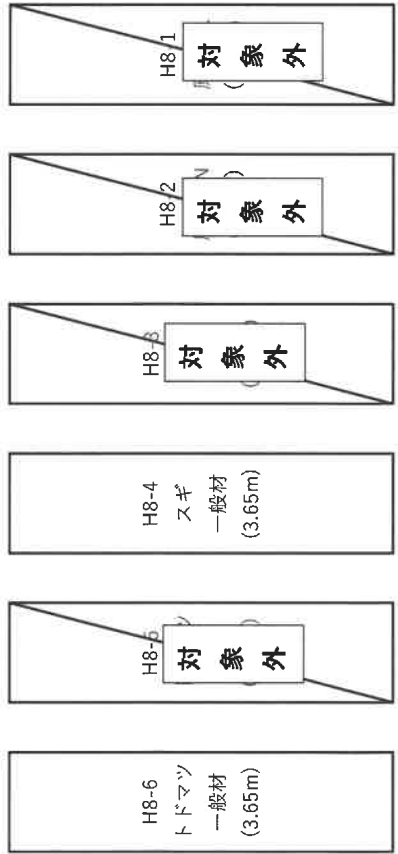 H8-1
対象外
H8-2
対象外
H8-3
対象外
H8-4
スギ
一般材
(3.65m)
H8-5
対象外
H8-6
トドマツ
一般材
(3.65m)